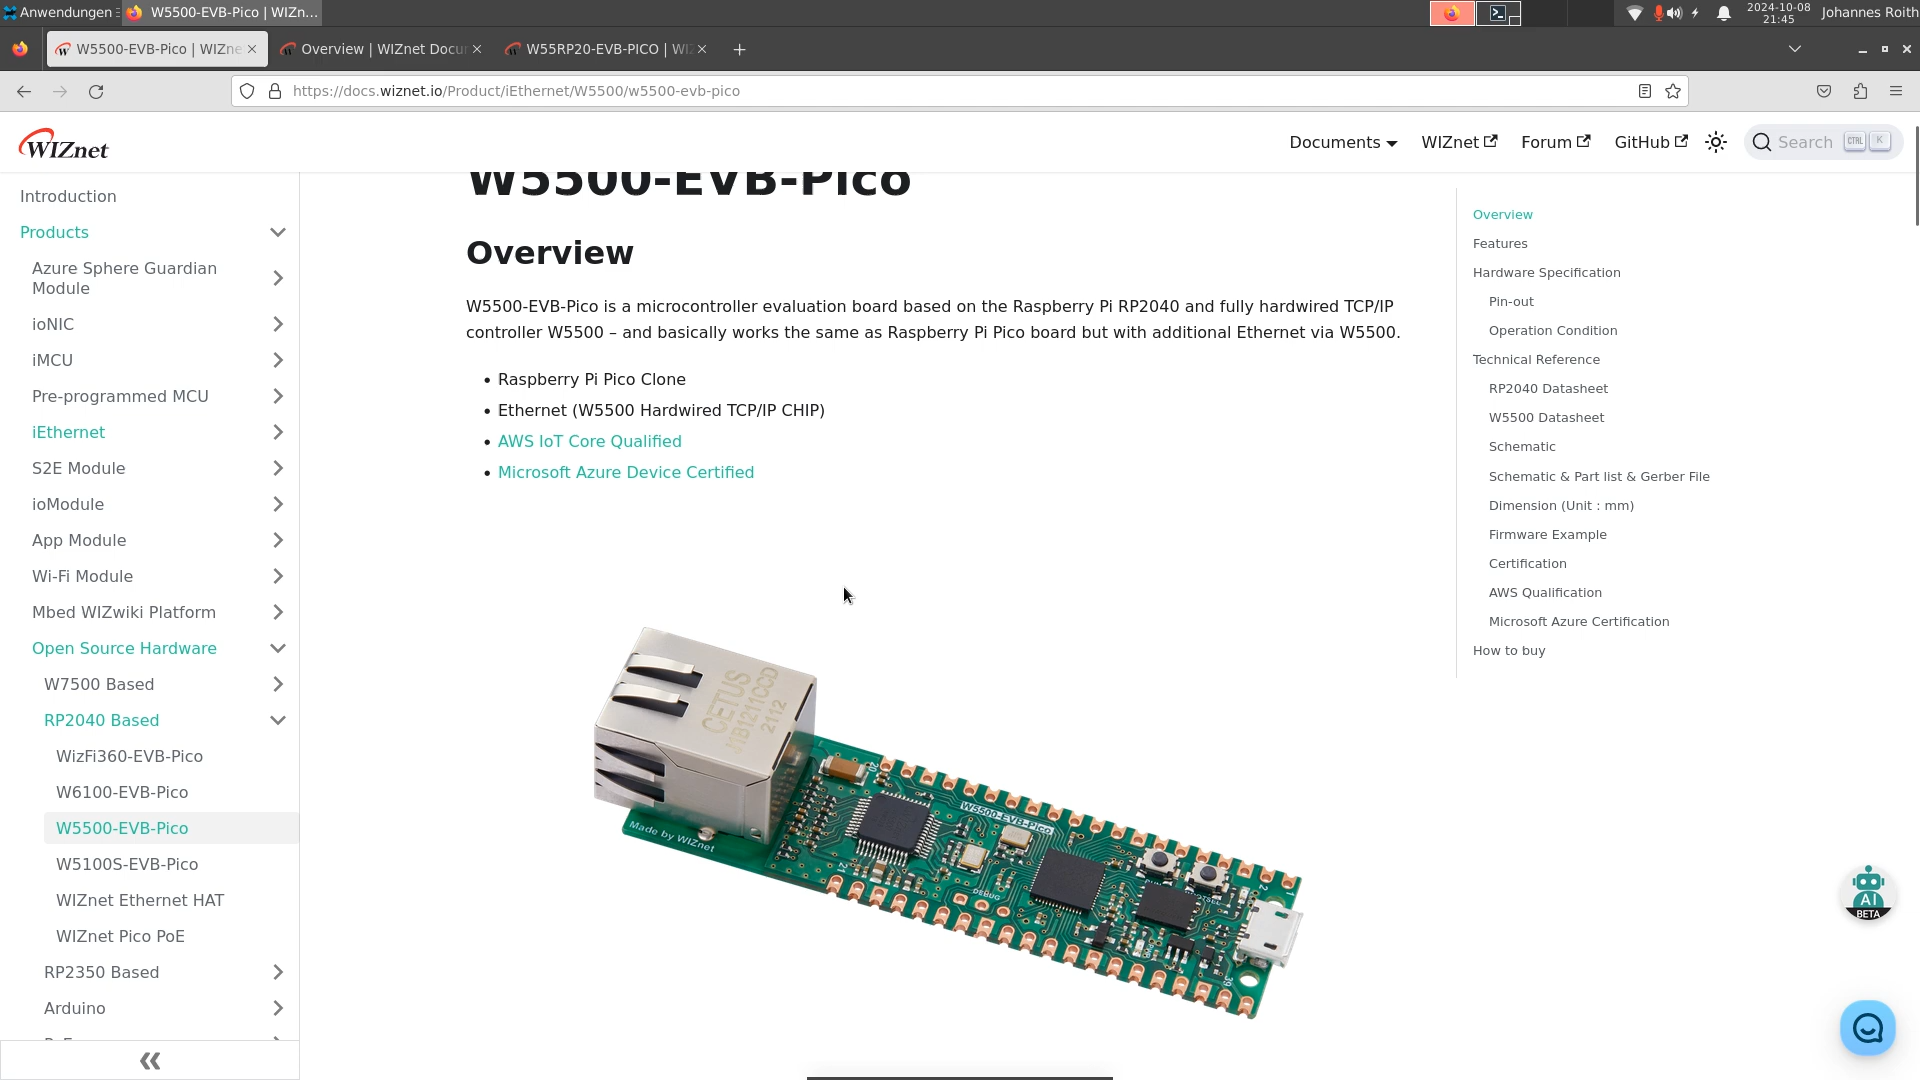 Anwendungen
W5500-EVB-Pico | WIZn...
2024-10-08
21:45
Johannes Roith
W5500-EVB-Pico | WIZne
Overview | WIZnet Docu
W55RP20-EVB-PICO | WIZ
https://docs.wiznet.io/Product/iEthernet/W5500/w5500-evb-pico
WIZnet
Documents
WIZnet
Forum
GitHub
Search
CTRL
K
Introduction
Products
Azure Sphere Guardian
Module
ioNIC
iMCU
Pre-programmed MCU
iEthernet
S2E Module
ioModule
App Module
Wi-Fi Module
Mbed WIZwiki Platform
Open Source Hardware
W7500 Based
RP2040 Based
WizFi360-EVB-Pico
W6100-EVB-Pico
W5500-EVB-Pico
W5100S-EVB-Pico
WIZnet Ethernet HAT
WIZnet Pico PoE
RP2350 Based
Arduino
W5500-EVB-Pico
Overview
W5500-EVB-Pico is a microcontroller evaluation board based on the Raspberry Pi RP2040 and fully hardwired TCP/IP
controller W5500 – and basically works the same as Raspberry Pi Pico board but with additional Ethernet via W5500.
• Raspberry Pi Pico Clone
• Ethernet (W5500 Hardwired TCP/IP CHIP)
• AWS IoT Core Qualified
• Microsoft Azure Device Certified
CETUS
MB1211CCD
2112
Made by WIZnet
W5500-EVB-Pico
DEBUG
20
21
2
1
39
Overview
Features
Hardware Specification
Pin-out
Operation Condition
Technical Reference
RP2040 Datasheet
W5500 Datasheet
Schematic
Schematic & Part list & Gerber File
Dimension (Unit : mm)
Firmware Example
Certification
AWS Qualification
Microsoft Azure Certification
How to buy
AI
BETA